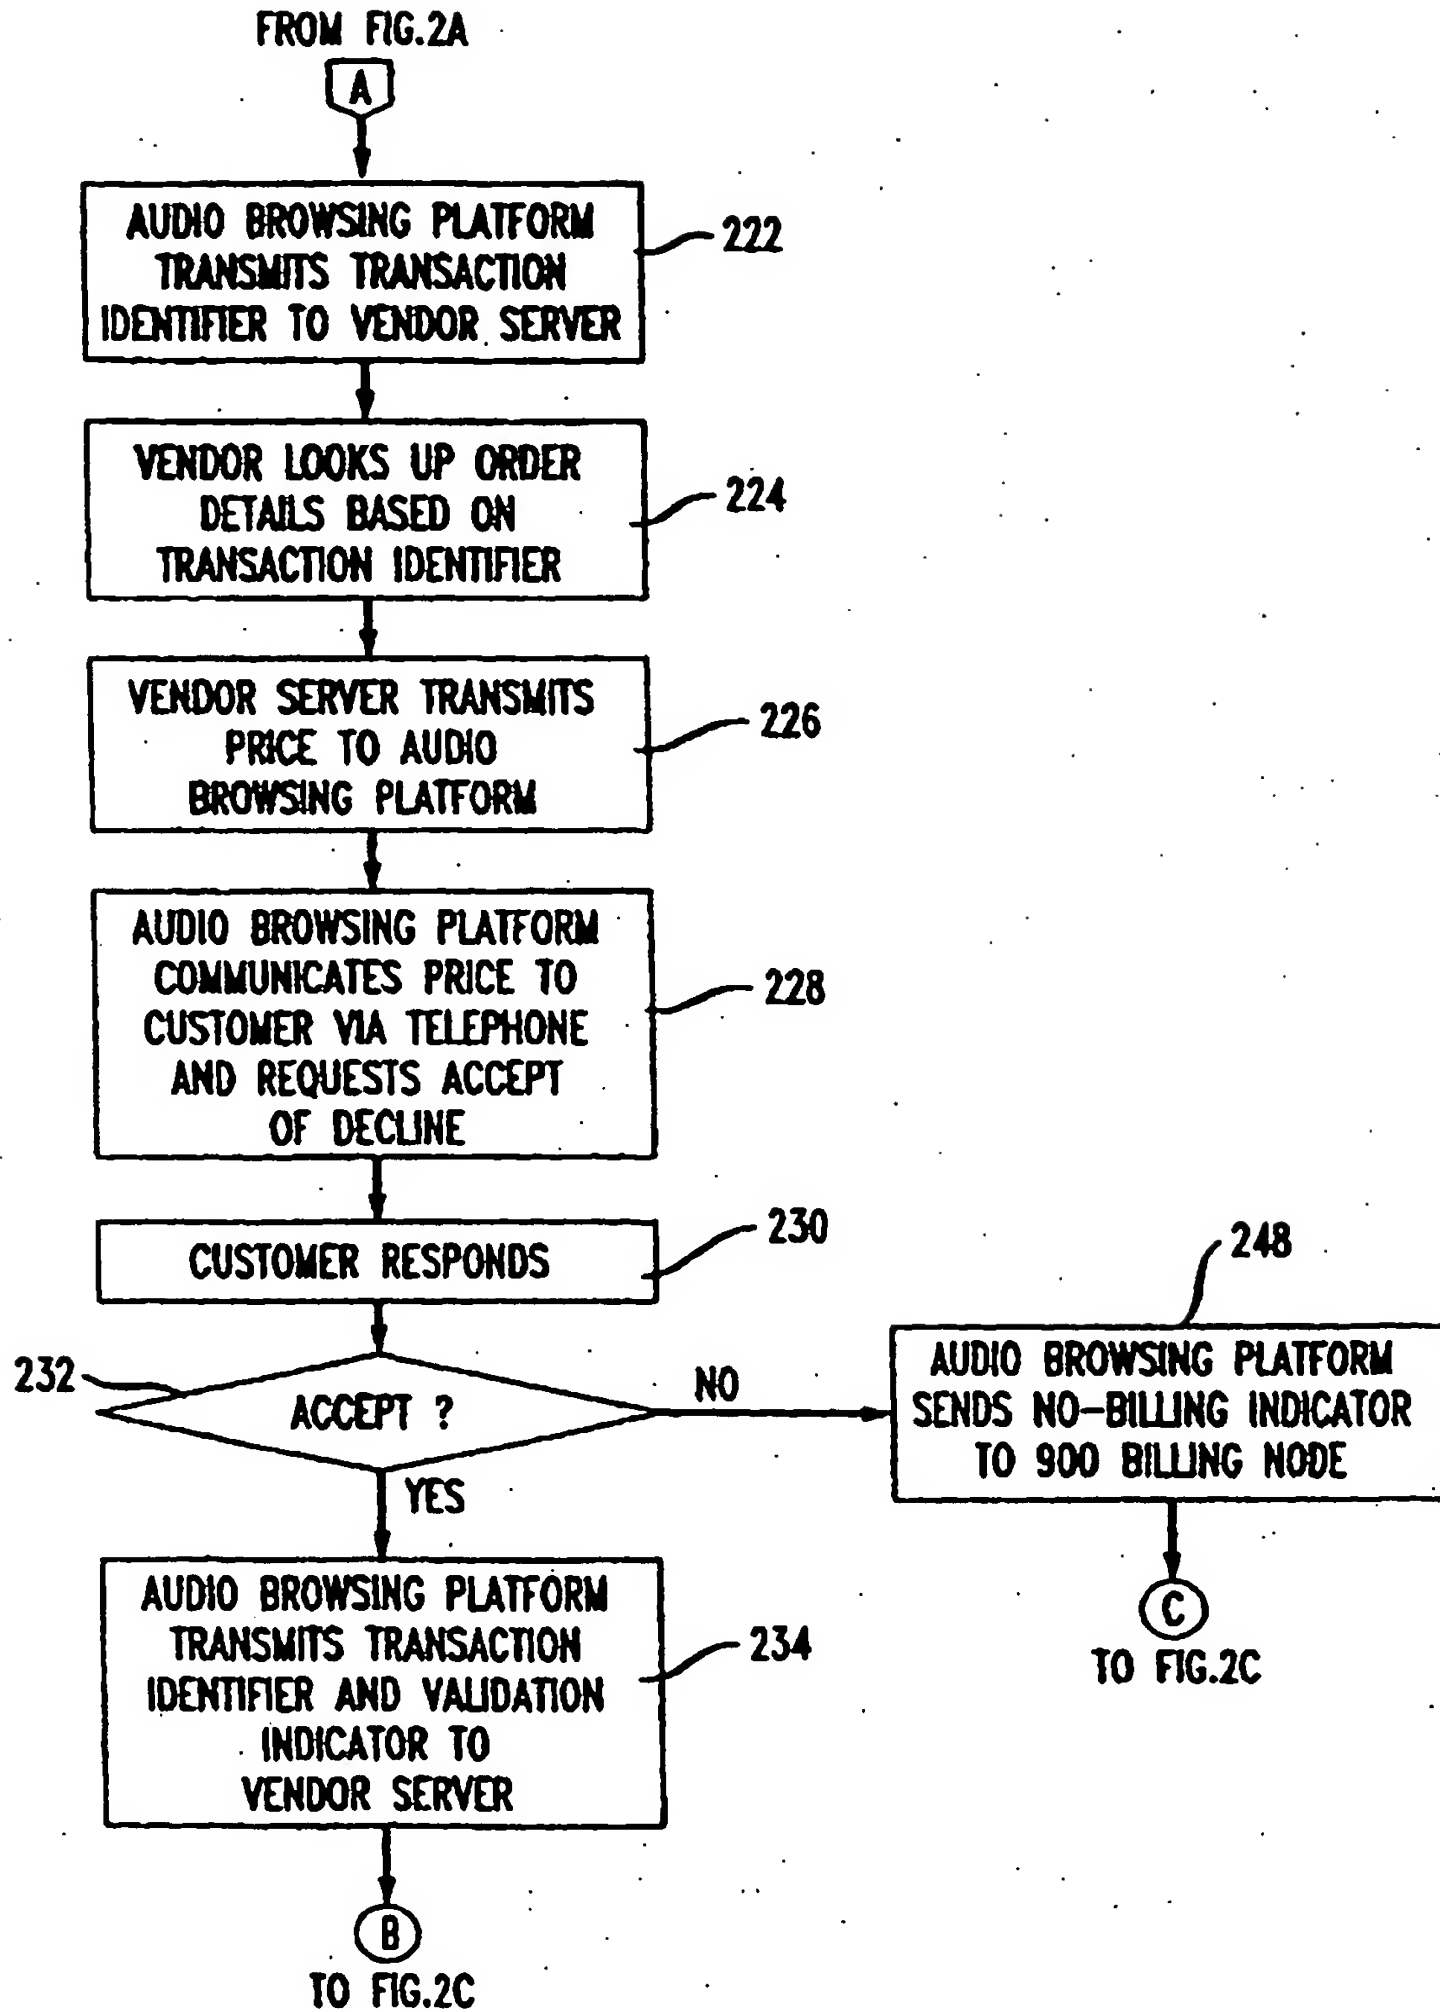 FROM FIG.2A
A
AUDIO BROWSING PLATFORM
TRANSMITS TRANSACTION
IDENTIFIER TO VENDOR SERVER
222
VENDOR LOOKS UP ORDER
DETAILS BASED ON
TRANSACTION IDENTIFIER
224
VENDOR SERVER TRANSMITS
PRICE TO AUDIO
BROWSING PLATFORM
226
AUDIO BROWSING PLATFORM
COMMUNICATES PRICE TO
CUSTOMER VIA TELEPHONE
AND REQUESTS ACCEPT
OF DECLINE
228
CUSTOMER RESPONDS
230
232
ACCEPT ?
NO
YES
248
AUDIO BROWSING PLATFORM
SENDS NO-BILLING INDICATOR
TO 900 BILLING NODE
C
TO FIG.2C
AUDIO BROWSING PLATFORM
TRANSMITS TRANSACTION
IDENTIFIER AND VALIDATION
INDICATOR TO
VENDOR SERVER
234
B
TO FIG.2C